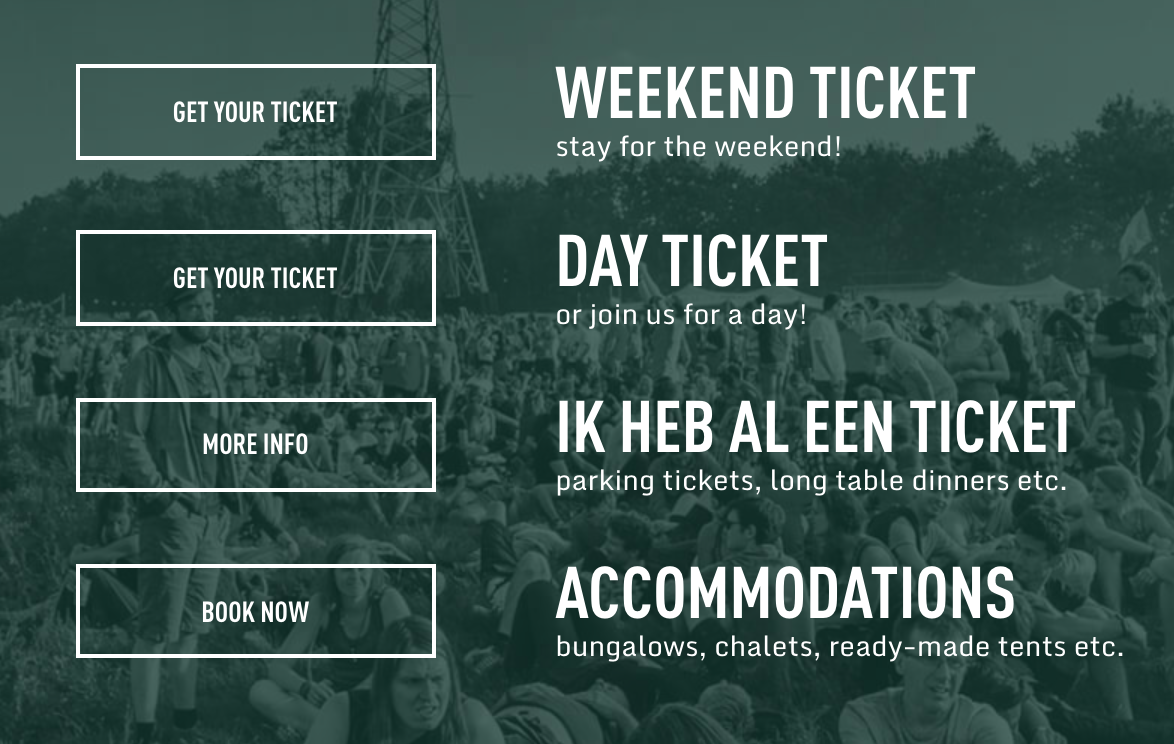 GET YOUR TICKET
WEEKEND TICKET
stay for the weekend!
GET YOUR TICKET
DAY TICKET
or join us for a day!
MORE INFO
IK HEB AL EEN TICKET
parking tickets, long table dinners etc.
BOOK NOW
ACCOMMODATIONS
bungalows, chalets, ready-made tents etc.